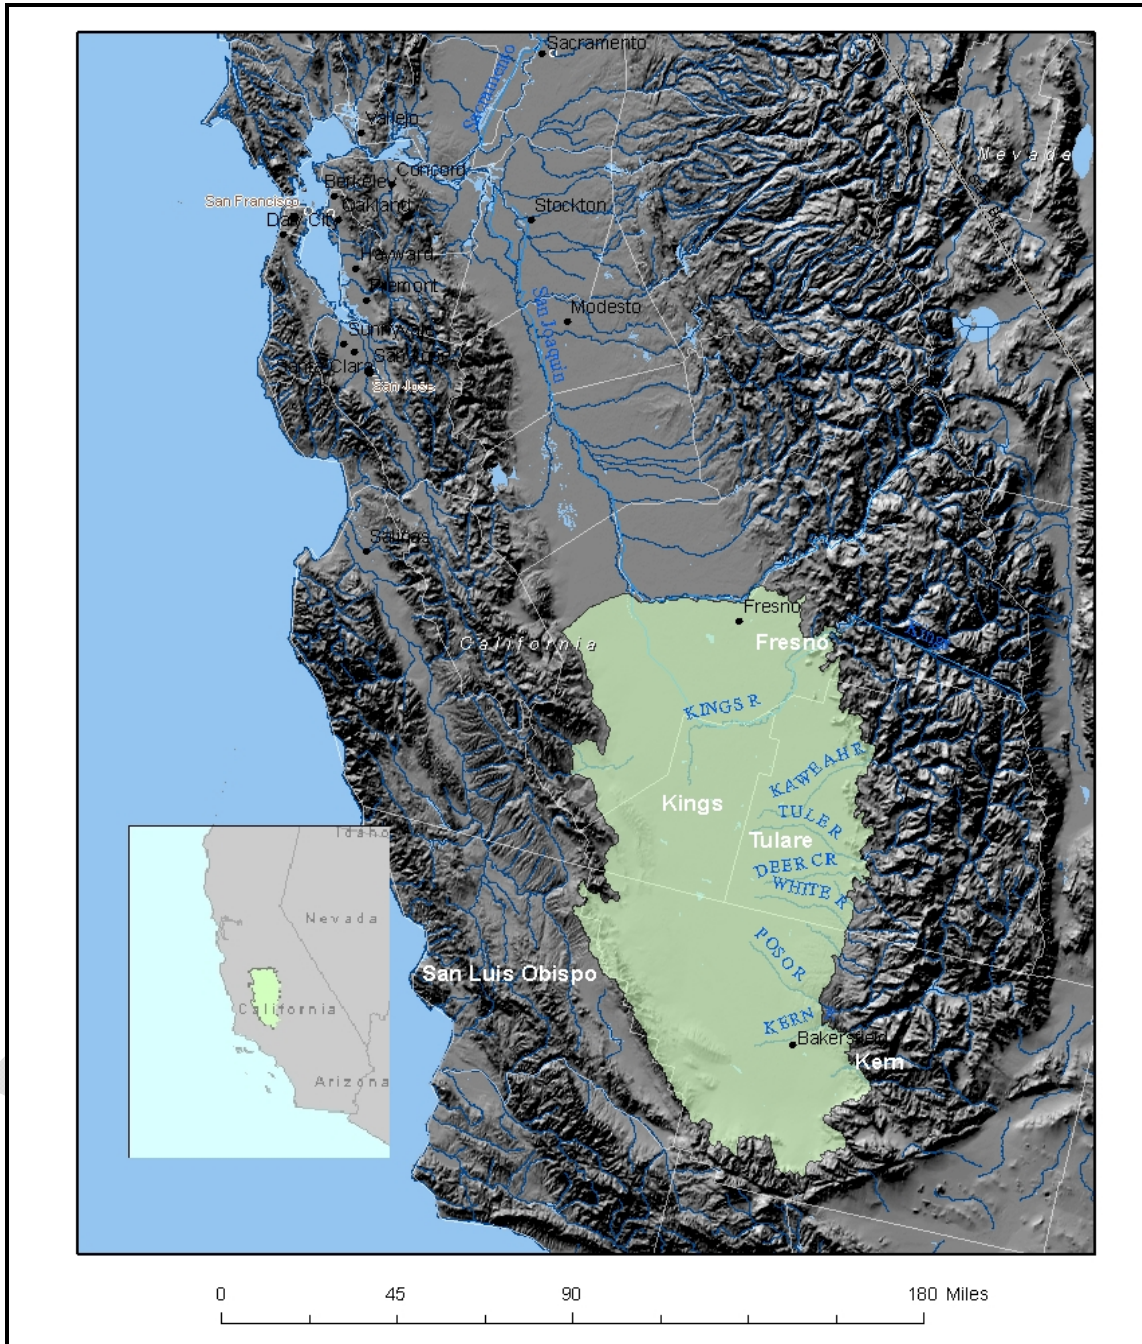 Sacramento
Sacramento
Vallejo
Nevada
Concord
Berkeley
San Francisco
Oakland
Daly City
Stockton
Hayward
Fremont
San Joaquin
Modesto
Sunnyvale
Santa Clara
San Jose
Salinas
Fresno
California
Fresno
Kings
KINGS R
KAWEAH R
Kings
TULE R
Tulare
DEER CR
WHITE R
Idaho
Nevada
POSO R
San Luis Obispo
California
KERN R
Bakersfield
Kern
Arizona
0 45 90 180 Miles